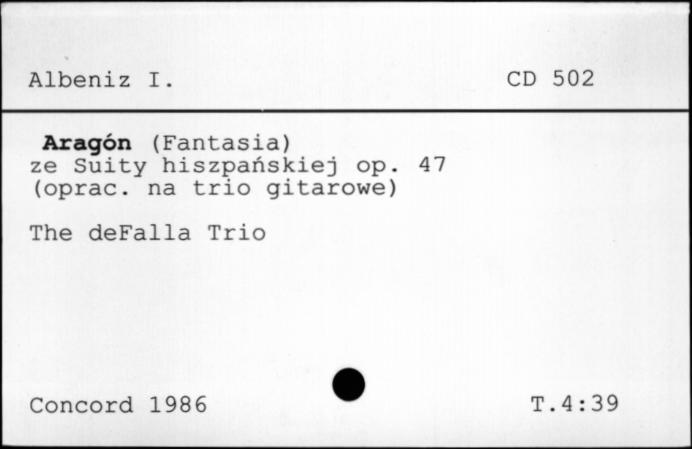 Albeniz I. CD 502
Aragón (Fantasia)
ze Suity hiszpańskiej op. 47
(oprac. na trio gitarowe)
The deFalla Trio
Concord 1986 T.4:39